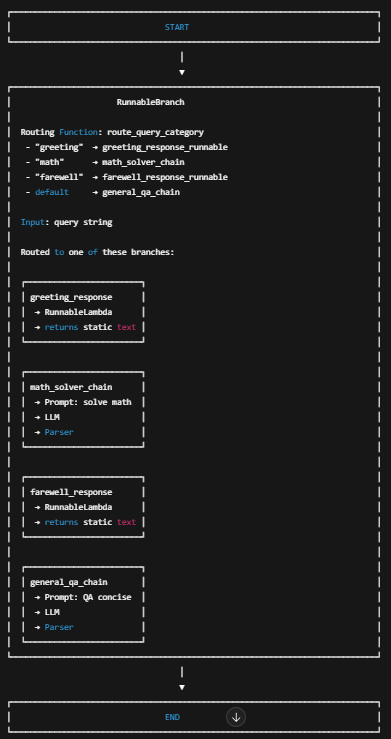 START
RunnableBranch
Routing Function: route_query_category
- "greeting" → greeting_response_runnable
- "math" → math_solver_chain
- "farewell" → farewell_response_runnable
- default → general_qa_chain
Input: query string
Routed to one of these branches:
greeting_response
→ RunnableLambda
→ returns static text
math_solver_chain
→ Prompt: solve math
→ LLM
→ Parser
farewell_response
→ RunnableLambda
→ returns static text
general_qa_chain
→ Prompt: QA concise
→ LLM
→ Parser
END